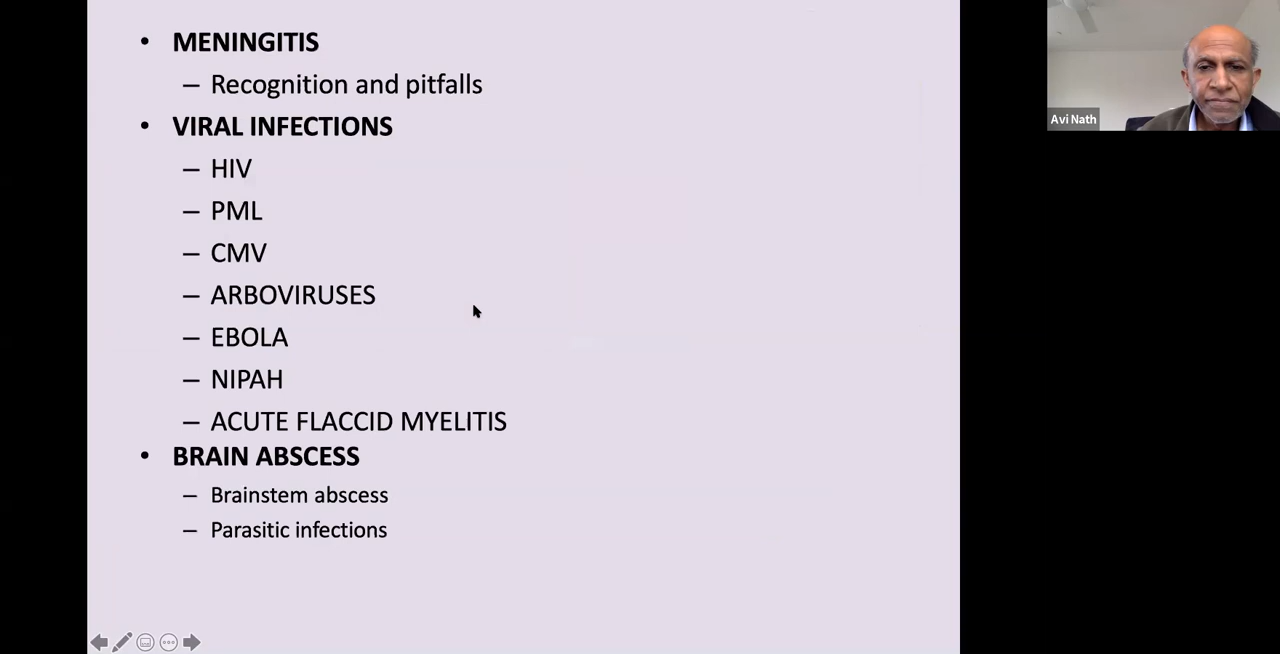 • MENINGITIS
– Recognition and pitfalls
• VIRAL INFECTIONS
– HIV
– PML
– CMV
– ARBOVIRUSES
– EBOLA
– NIPAH
– ACUTE FLACCID MYELITIS
• BRAIN ABSCESS
– Brainstem abscess
– Parasitic infections
Avi Nath